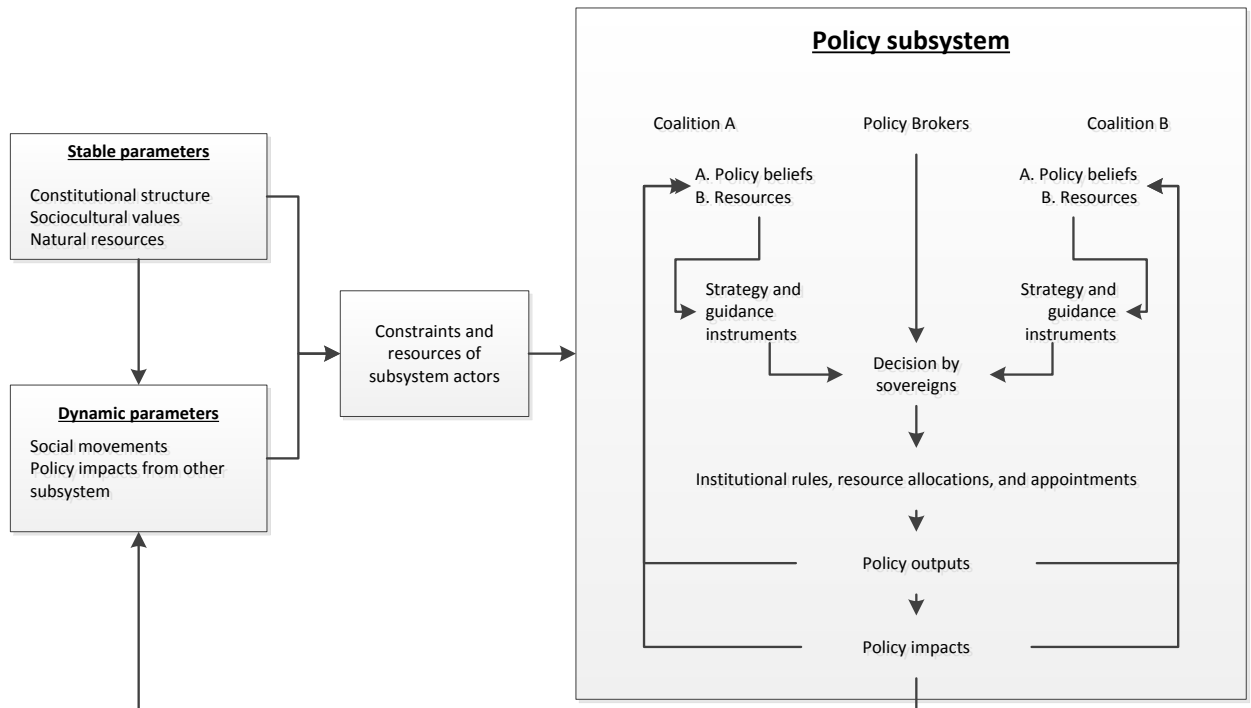 Policy subsystem
Coalition A
Policy Brokers
Coalition B
Stable parameters
Constitutional structure
Sociocultural values
Natural resources
A. Policy beliefs
B. Resources
A. Policy beliefs
B. Resources
Strategy and
guidance
instruments
Strategy and
guidance
instruments
Constraints and
resources of
subsystem actors
Decision by
sovereigns
Dynamic parameters
Social movements
Policy impacts from other
subsystem
Institutional rules, resource allocations, and appointments
Policy outputs
Policy impacts